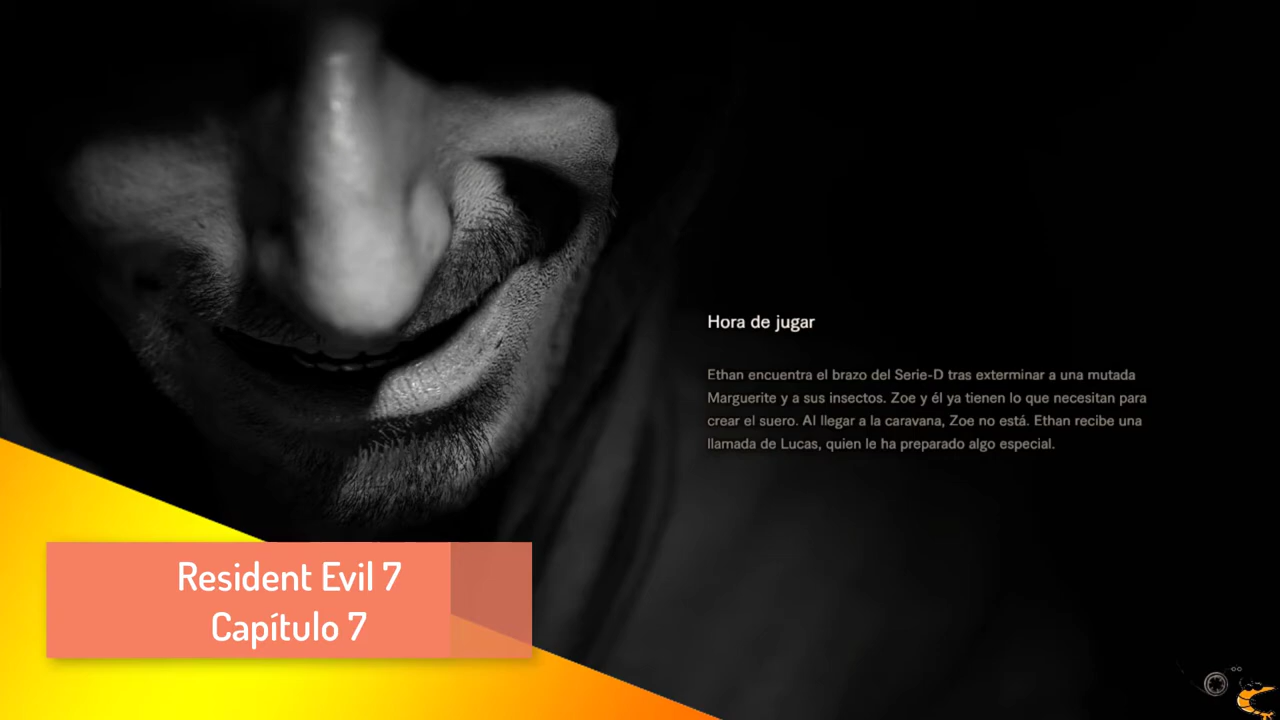 Hora de jugar
Ethan encuentra el brazo del Serie-D tras exterminar a una mutada
Marguerite y a sus insectos. Zoe y él ya tienen lo que necesitan para
crear el suero. Al llegar a la caravana, Zoe no está. Ethan recibe una
llamada de Lucas, quien le ha preparado algo especial.
Resident Evil 7
Capítulo 7